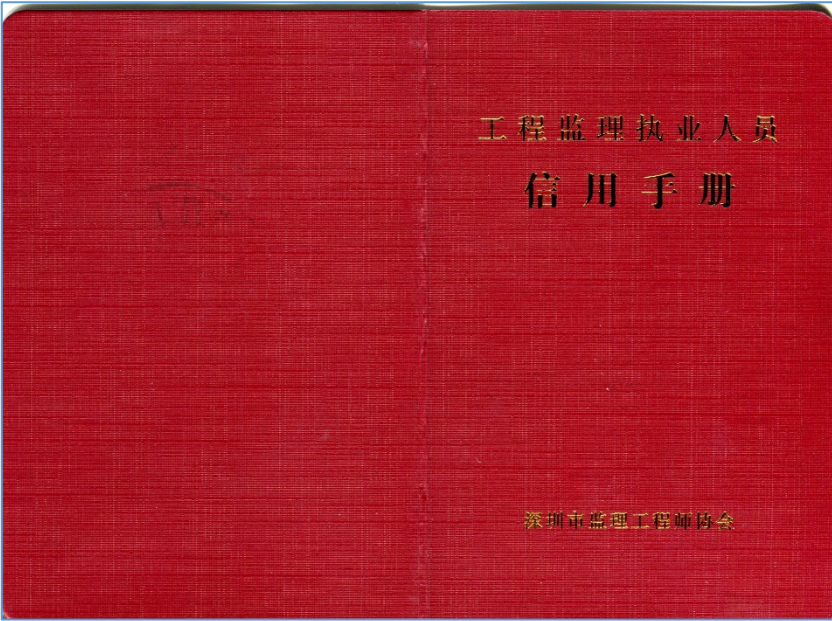 工程监理执业人员
信用手册
深圳市监理工程师协会